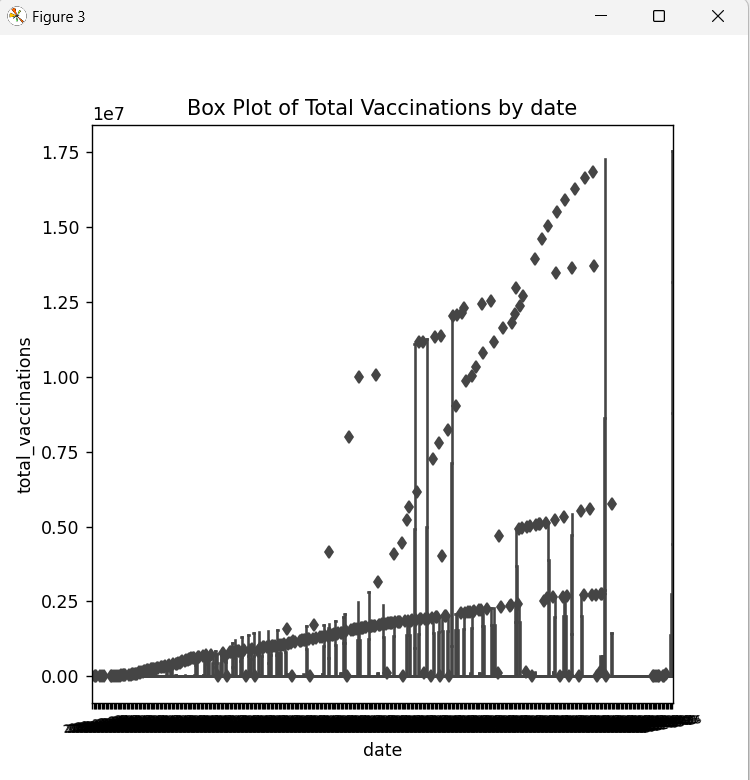 Figure 3
Box Plot of Total Vaccinations by date
1e7
1.75
1.50
1.25
1.00
0.75
0.50
0.25
0.00
total_vaccinations
date